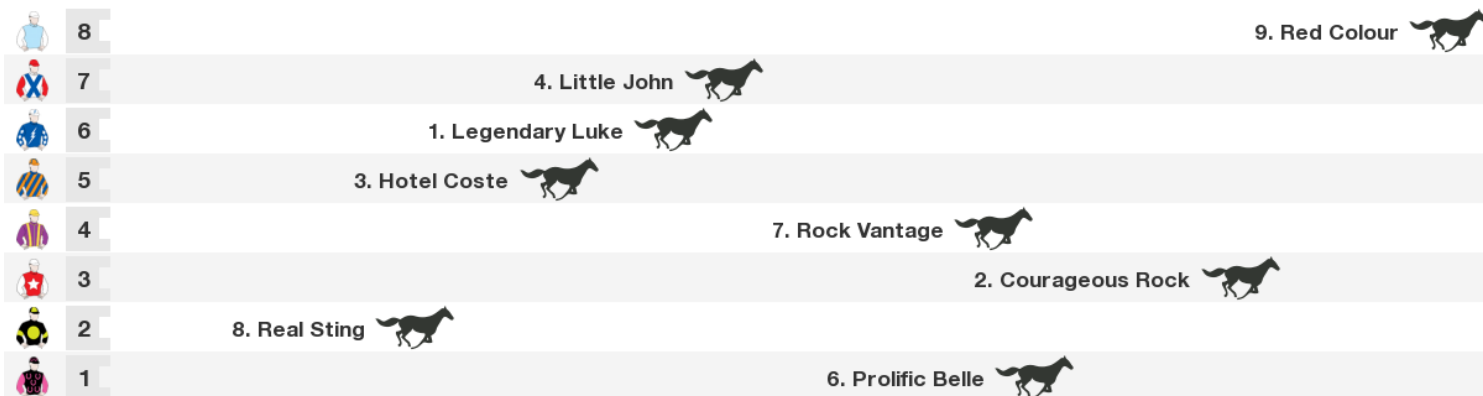 8 9. Red Colour
7 4. Little John
6 1. Legendary Luke
5 3. Hotel Coste
4 7. Rock Vantage
3 2. Courageous Rock
2 8. Real Sting
1 6. Prolific Belle